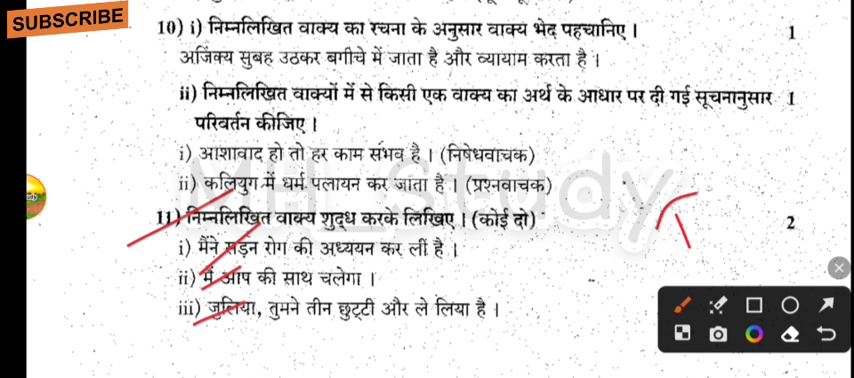 SUBSCRIBE
10) i) निम्नलिखित वाक्य का रचना के अनुसार वाक्य भेद पहचानिए । 1
अजिंक्य सुबह उठकर बगीचे में जाता है और व्यायाम करता है ।
ii) निम्नलिखित वाक्यों में से किसी एक वाक्य का अर्थ के आधार पर दी गई सूचनानुसार 1
परिवर्तन कीजिए ।
i) आशावाद हो तो हर काम संभव है । (निषेधवाचक)
ii) कलियुग में धर्म पलायन कर जाता है । (प्रश्नवाचक)
11) निम्नलिखित वाक्य शुद्ध करके लिखिए । (कोई दो) 2
i) मैंने सड़न रोग की अध्ययन कर लीं है ।
ii) में आप की साथ चलेगा ।
iii) जुलिया, तुमने तीन छुट्टी और ले लिया है ।
MH_Study